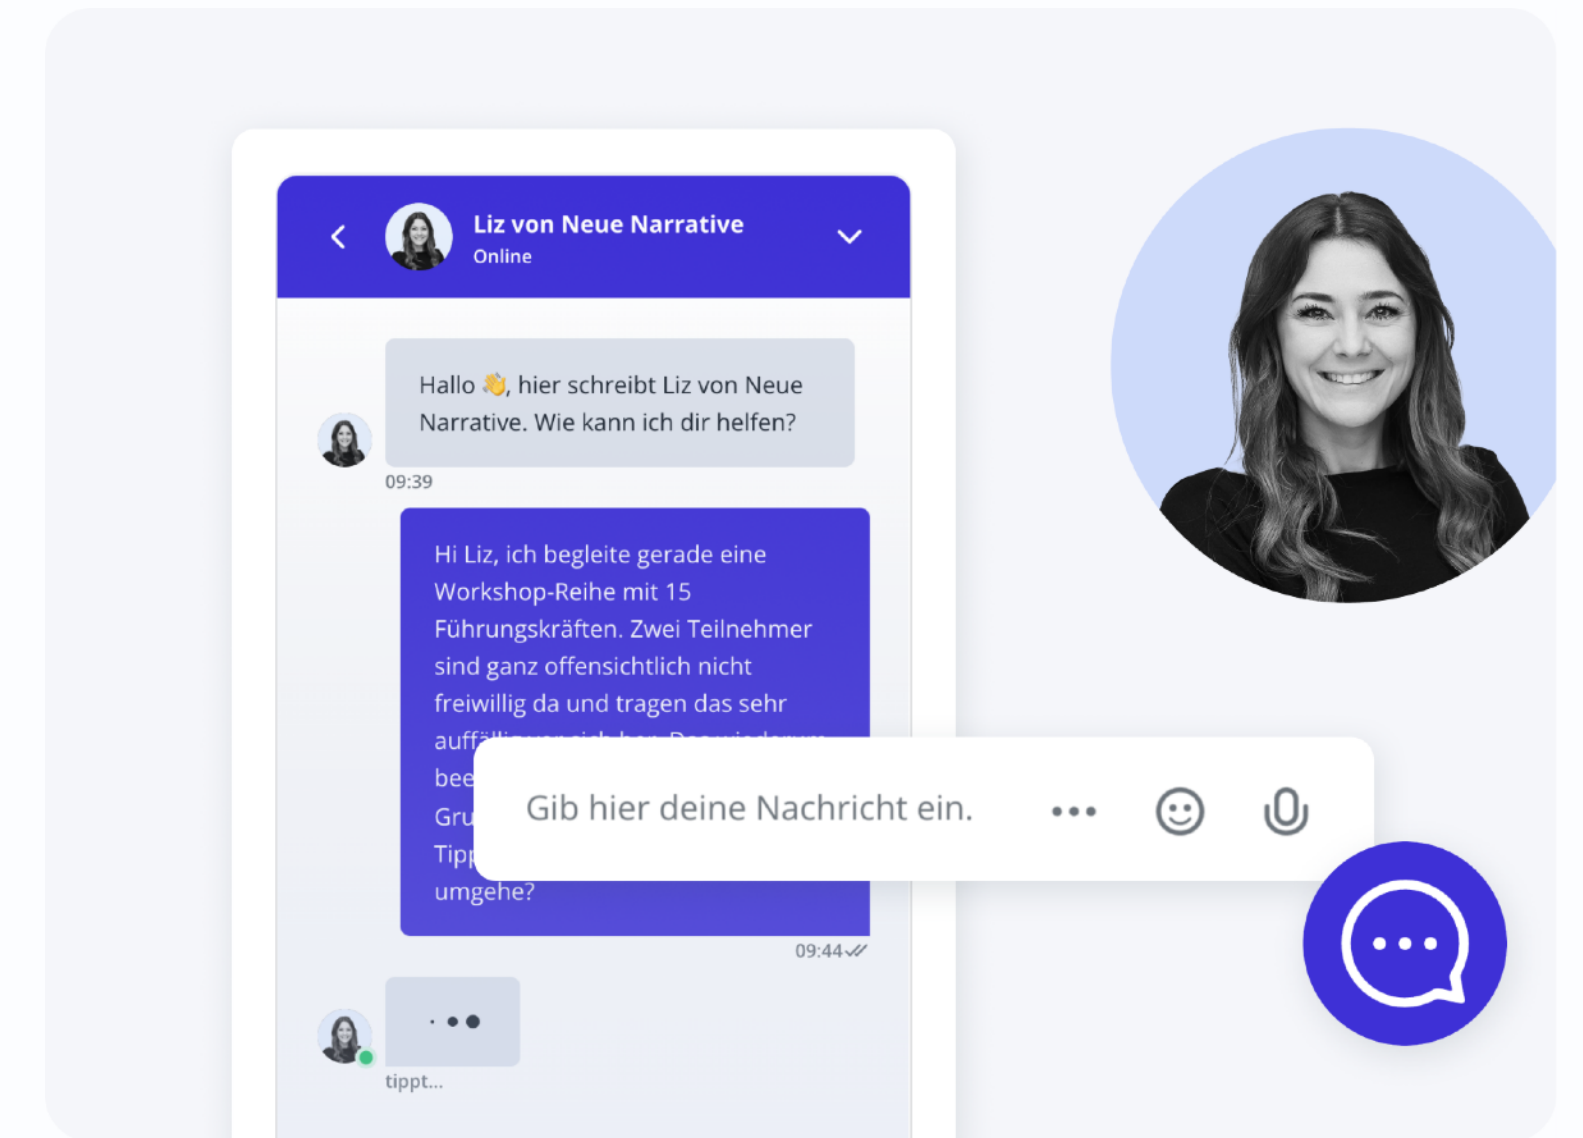 Liz von Neue Narrative
Online
Hallo 👋, hier schreibt Liz von Neue
Narrative. Wie kann ich dir helfen?
09:39
Hi Liz, ich begleite gerade eine
Workshop-Reihe mit 15
Führungskräften. Zwei Teilnehmer
sind ganz offensichtlich nicht
freiwillig da und tragen das sehr
umgehe?
Gib hier deine Nachricht ein.
09:44
tippt...